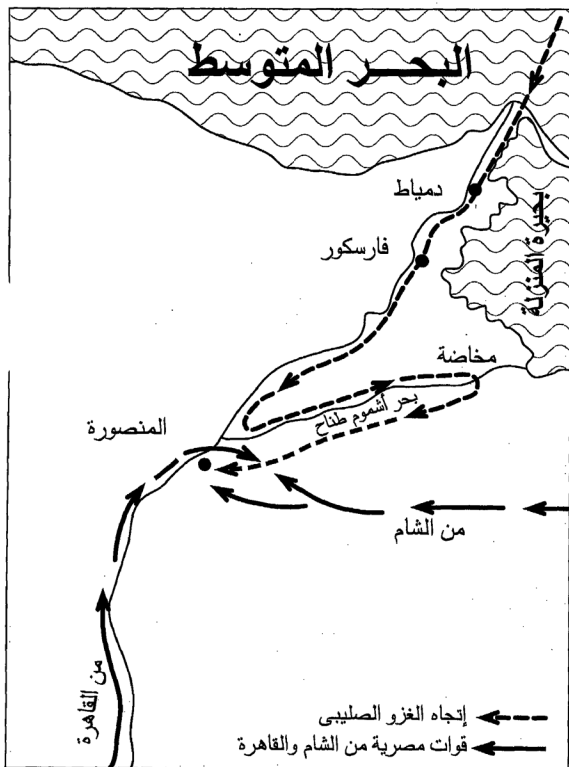 البحر المتوسط
دمياط
بحيرة المنزلة
فارسكور
مخاضة
بحر أشموم طناح
المنصورة
من الشام
من القاهرة
إتجاه الغزو الصليبى
قوات مصرية من الشام والقاهرة